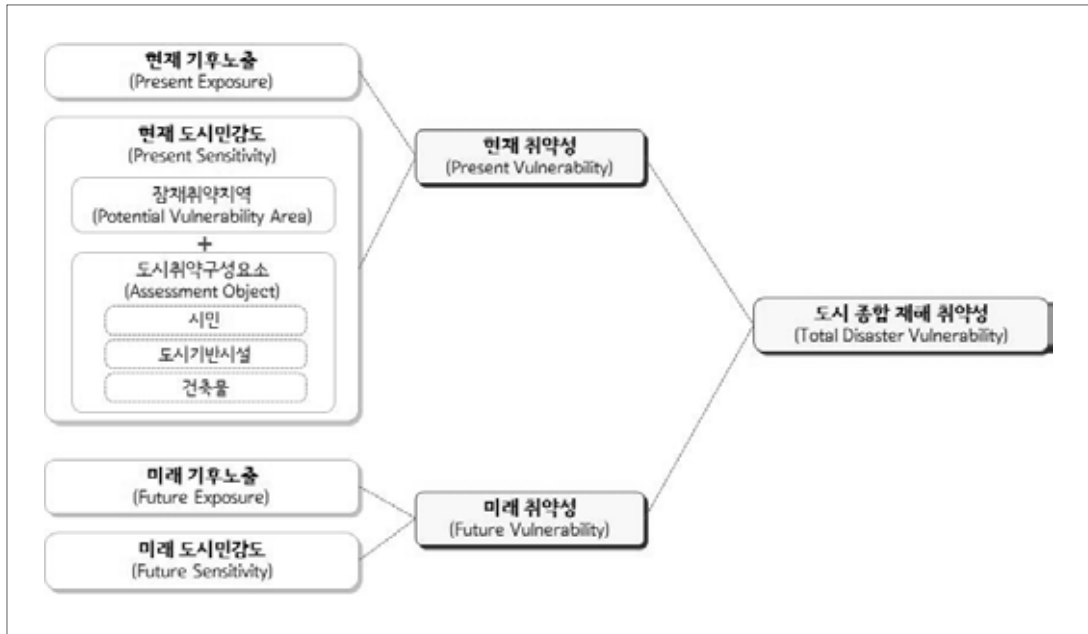 현재 기후노출
(Present Exposure)
현재 도시민감도
(Present Sensitivity)
잠재취약지역
(Potential Vulnerability Area)
+
도시취약구성요소
(Assessment Object)
시민
도시기반시설
건축물
현재 취약성
(Present Vulnerability)
미래 기후노출
(Future Exposure)
미래 도시민감도
(Future Sensitivity)
미래 취약성
(Future Vulnerability)
도시 종합 재해 취약성
(Total Disaster Vulnerability)